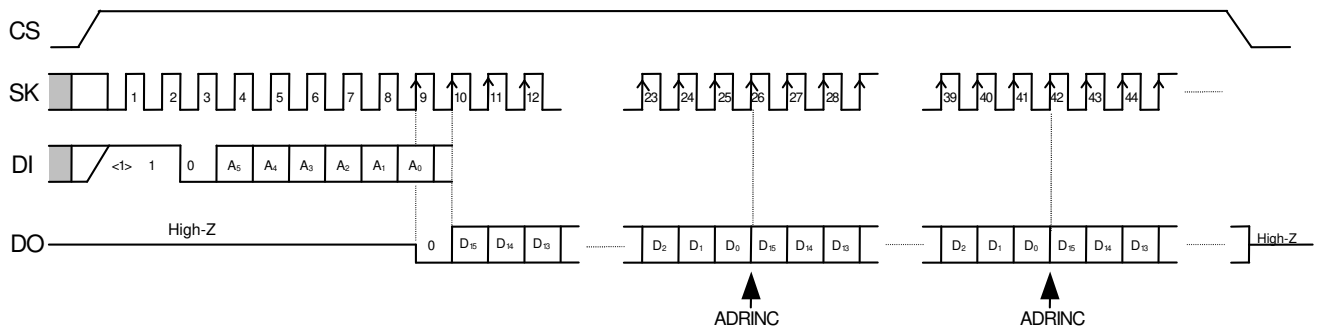 CS
SK 1 2 3 4 5 6 7 8 9 10 11 12 23 24 25 26 27 28 39 40 41 42 43 44
DI <1> 1 0 A5 A4 A3 A2 A1 A0
DO High-Z 0 D15 D14 D13 D2 D1 D0 D15 D14 D13 D2 D1 D0 D15 D14 D13 High-Z
ADRINC ADRINC